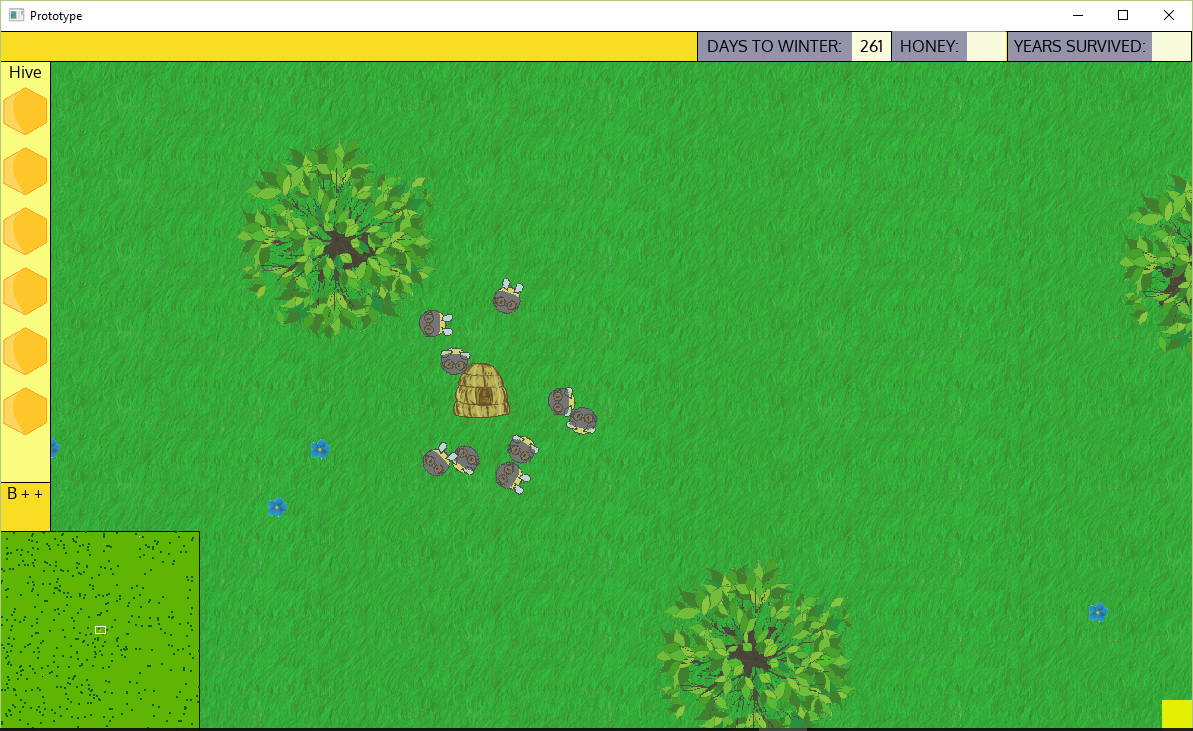 Prototype
DAYS TO WINTER: 261 HONEY: YEARS SURVIVED:
Hive
B + +